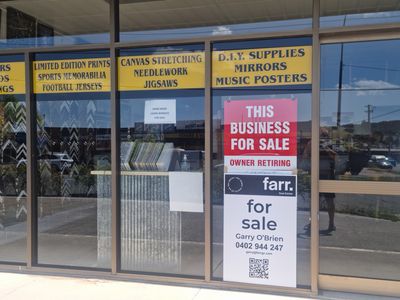 LIMITED EDITION PRINTS
SPORTS MEMORABILIA
FOOTBALL JERSEYS
CANVAS STRETCHING
NEEDLEWORK
JIGSAWS
D.I.Y. SUPPLIES
MIRRORS
MUSIC POSTERS
THIS
BUSINESS
FOR SALE
OWNER RETIRING
farr.
for
sale
Garry O'Brien
0402 944 247